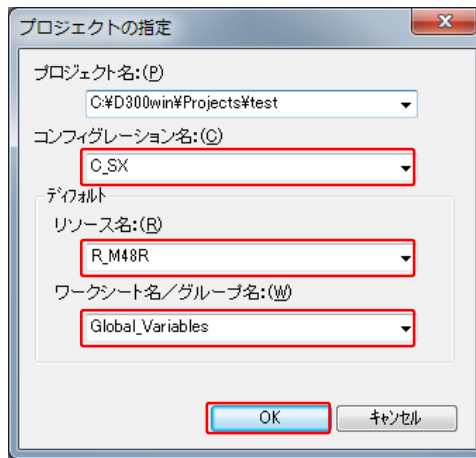 プロジェクトの指定
プロジェクト名:(P)
C:¥D300win¥Projects¥test
コンフィグレーション名:(C)
C_SX
ディフォルト
リソース名:(R)
R_M48R
ワークシート名/グループ名:(W)
Global_Variables
OK
キャンセル